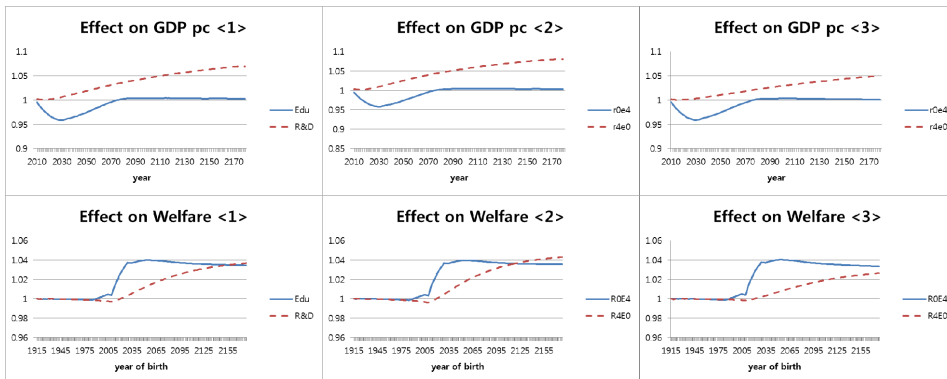 Effect on GDP pc <1>
1.1
1.05
1
0.95
0.9
2010 2030 2050 2070 2090 2110 2130 2150 2170
year
Edu
R&D
Effect on GDP pc <2>
1.1
1.05
1
0.95
0.9
0.85
2010 2030 2050 2070 2090 2110 2130 2150 2170
year
r0e4
r4e0
Effect on GDP pc <3>
1.1
1.05
1
0.95
0.9
2010 2030 2050 2070 2090 2110 2130 2150 2170
year
r0e4
r4e0
Effect on Welfare <1>
1.06
1.04
1.02
1
0.98
0.96
1915 1945 1975 2005 2035 2065 2095 2125 2155
year of birth
Edu
R&D
Effect on Welfare <2>
1.06
1.04
1.02
1
0.98
0.96
1915 1945 1975 2005 2035 2065 2095 2125 2155
year of birth
R0E4
R4E0
Effect on Welfare <3>
1.06
1.04
1.02
1
0.98
0.96
1915 1945 1975 2005 2035 2065 2095 2125 2155
year of birth
R0E4
R4E0